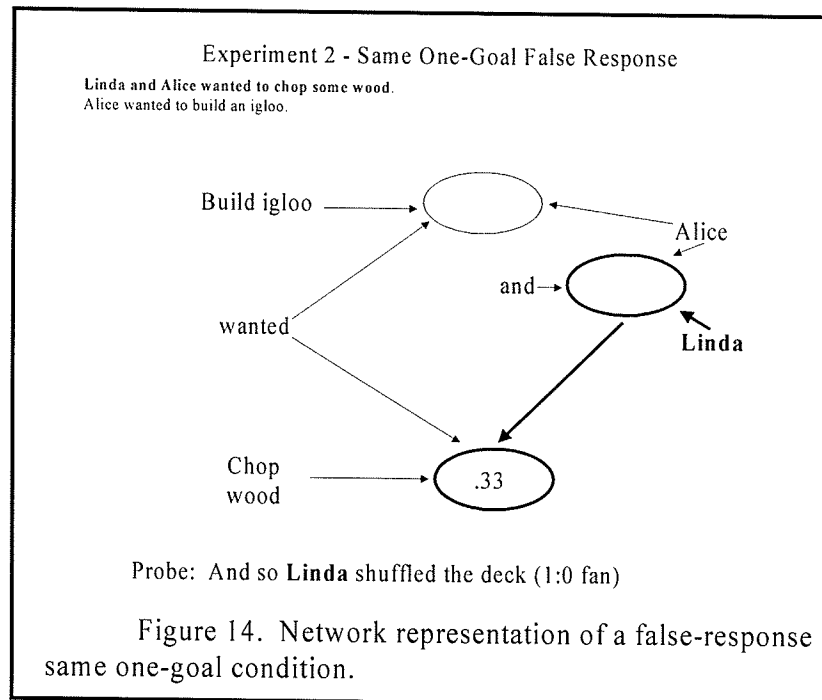 Experiment 2 - Same One-Goal False Response
Linda and Alice wanted to chop some wood.
Alice wanted to build an igloo.
Build igloo
Alice
and
Linda
wanted
Chop
wood
.33
Probe: And so Linda shuffled the deck (1:0 fan)
Figure 14. Network representation of a false-response
same one-goal condition.